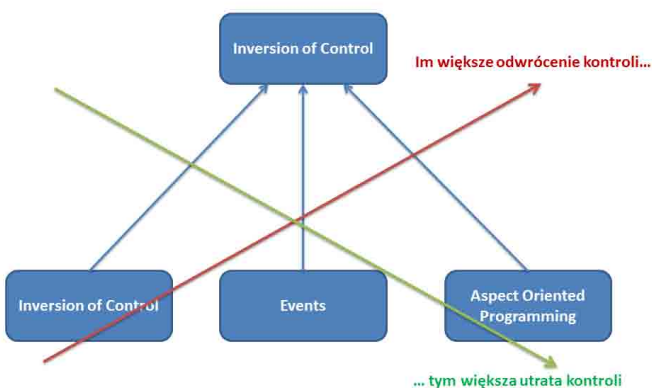 Inversion of Control
Im większe odwrócenie kontroli...
Inversion of Control
Events
Aspect Oriented
Programming
... tym większa utrata kontroli